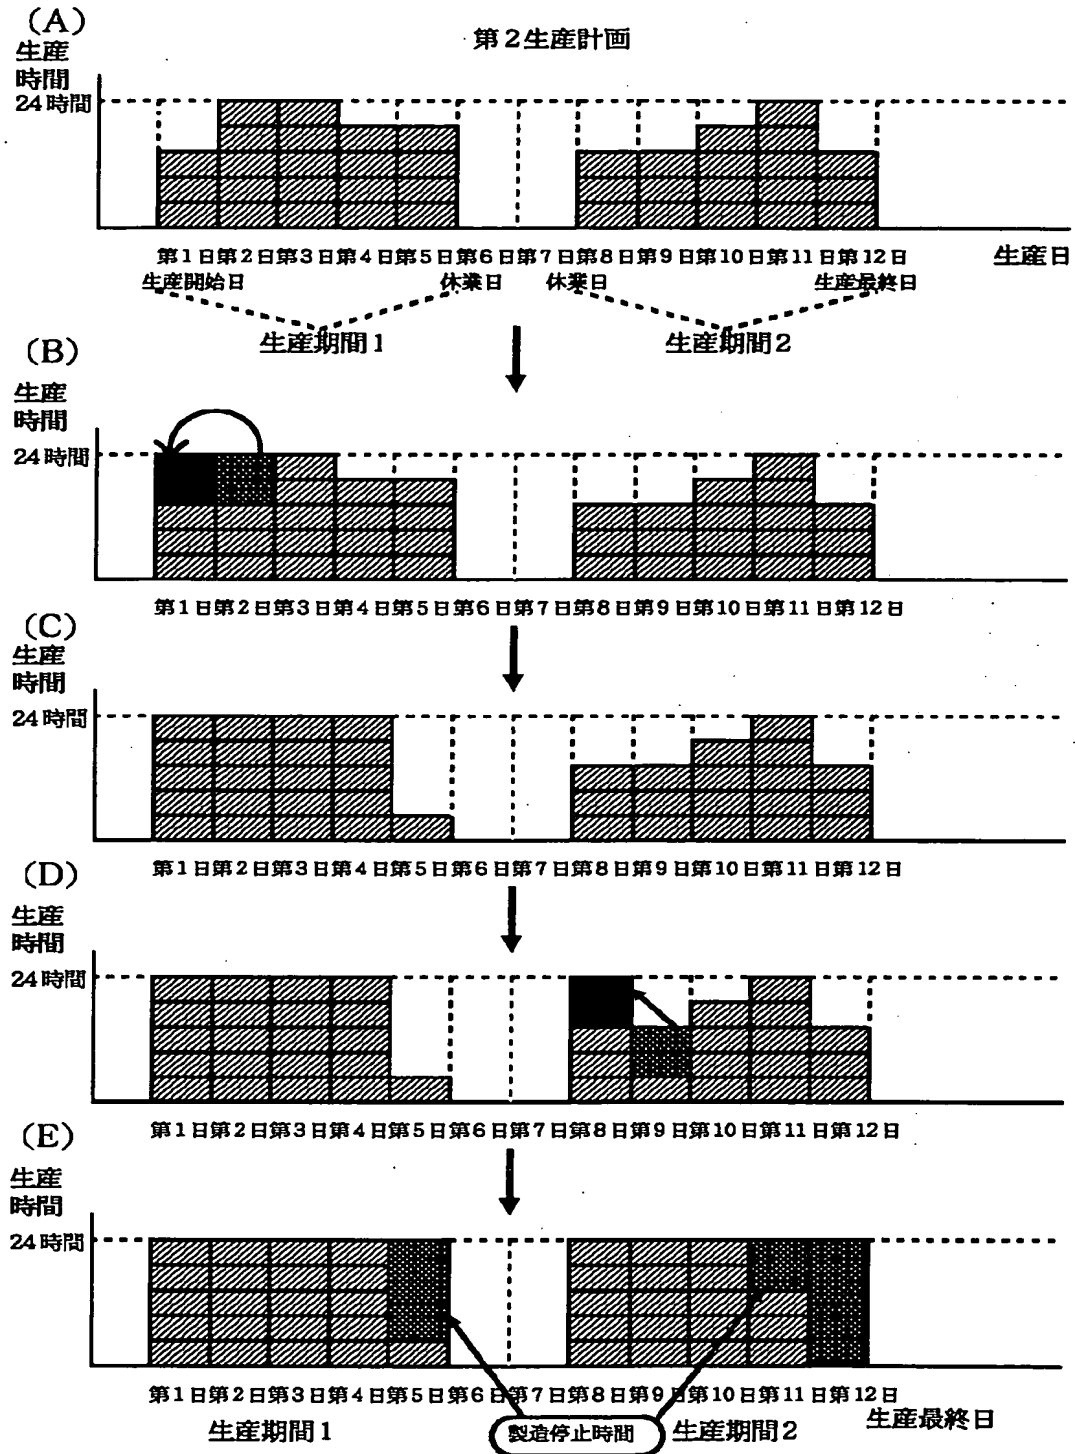 (A)
第2生産計画
生産
時間
24時間
第1日第2日第3日第4日第5日第6日第7日第8日第9日第10日第11日第12日
生産日
生産開始日
休業日
休業日
生産最終日
生産期間1
生産期間2
(B)
生産
時間
24時間
第1日第2日第3日第4日第5日第6日第7日第8日第9日第10日第11日第12日
(C)
生産
時間
24時間
第1日第2日第3日第4日第5日第6日第7日第8日第9日第10日第11日第12日
(D)
生産
時間
24時間
第1日第2日第3日第4日第5日第6日第7日第8日第9日第10日第11日第12日
(E)
生産
時間
24時間
第1日第2日第3日第4日第5日第6日第7日第8日第9日第10日第11日第12日
生産期間1
製造停止時間
生産期間2
生産最終日